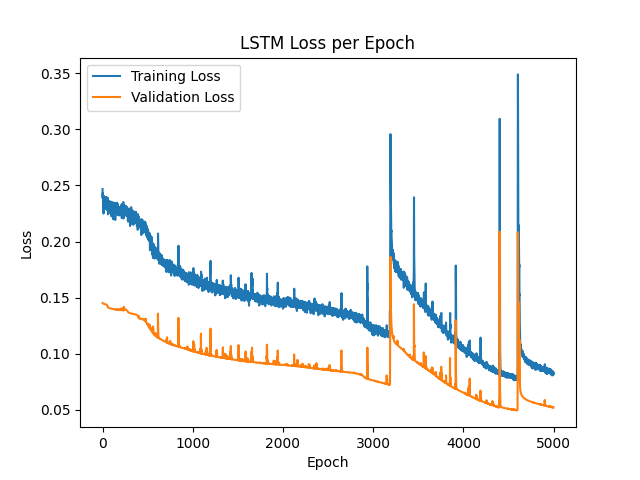 LSTM Loss per Epoch
Training Loss
Validation Loss
0.35
0.30
0.25
0.20
0.15
0.10
0.05
Loss
0 1000 2000 3000 4000 5000
Epoch